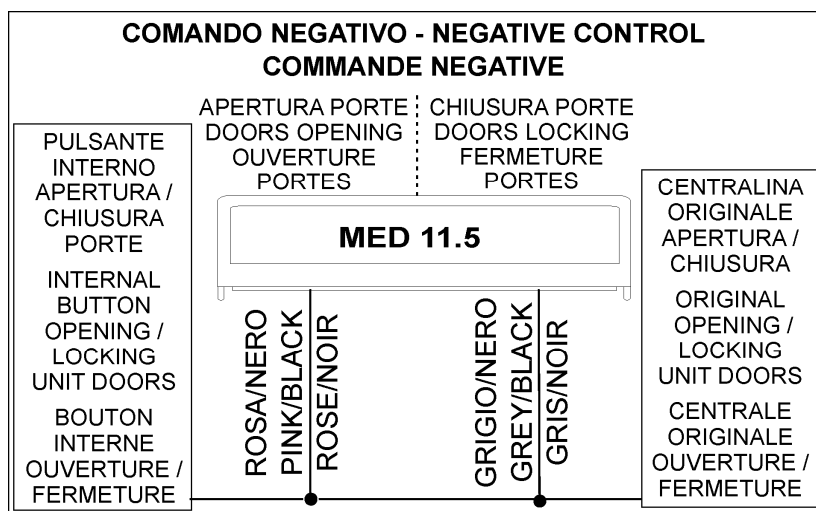 COMANDO NEGATIVO - NEGATIVE CONTROL
COMMANDE NEGATIVE
APERTURA PORTE
DOORS OPENING
OUVERTURE
PORTES
CHIUSURA PORTE
DOORS LOCKING
FERMETURE
PORTES
PULSANTE
INTERNO
APERTURA /
CHIUSURA
PORTE
INTERNAL
BUTTON
OPENING /
LOCKING
UNIT DOORS
BOUTON
INTERNE
OUVERTURE /
FERMETURE
MED 11.5
ROSA/NERO
PINK/BLACK
ROSE/NOIR
GRIGIO/NERO
GREY/BLACK
GRIS/NOIR
CENTRALINA
ORIGINALE
APERTURA /
CHIUSURA
ORIGINAL
OPENING /
LOCKING
UNIT DOORS
CENTRALE
ORIGINALE
OUVERTURE /
FERMETURE